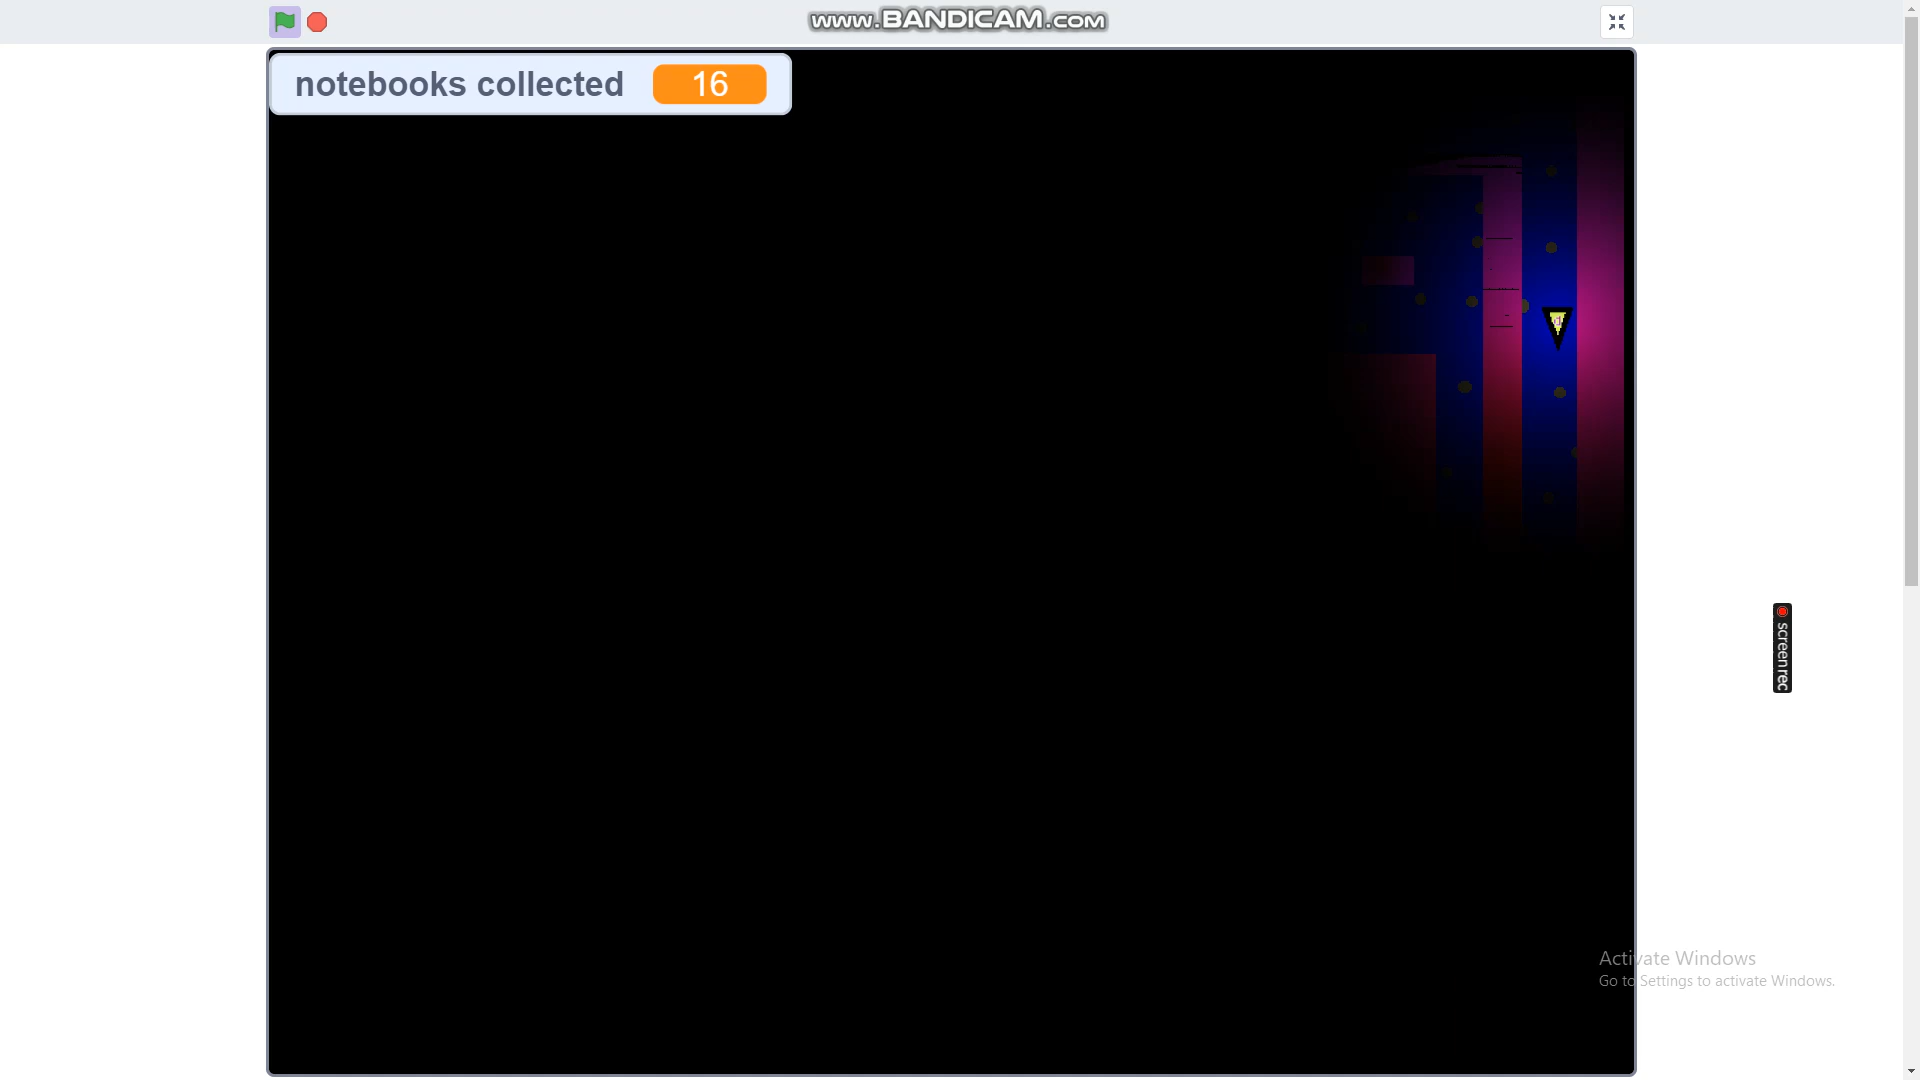 www.BANDICAM.com
notebooks collected 16
screenrec
Activate Windows
Go to Settings to activate Windows.